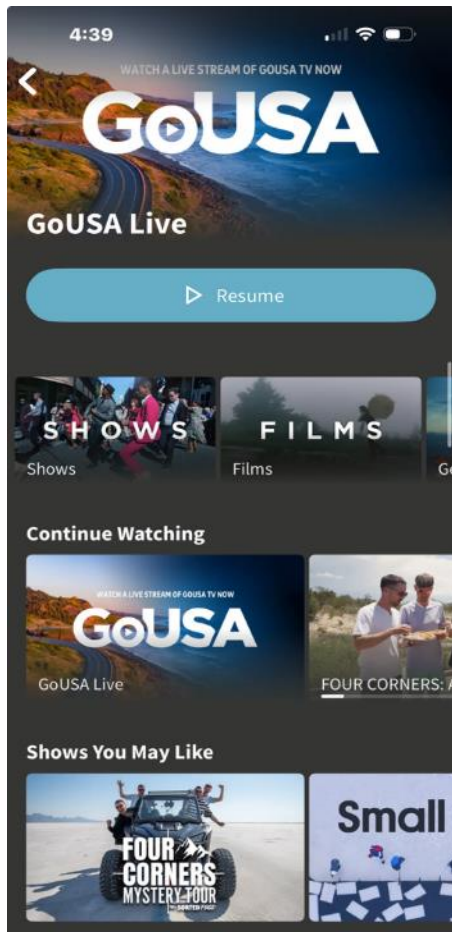 4:39
WATCH A LIVE STREAM OF GOUSA TV NOW
GoUSA
GoUSA Live
Resume
SHOWS
FILMS
Shows
Films
Ge
Continue Watching
WATCH A LIVE STREAM OF GOUSA TV NOW
GoUSA
GoUSA Live
FOUR CORNERS: A
Shows You May Like
FOUR
CORNERS
MYSTERY TOUR
Small